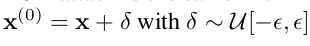 x⁽⁰⁾ = x + δ with δ ∼ 𝒰[−ϵ, ϵ]